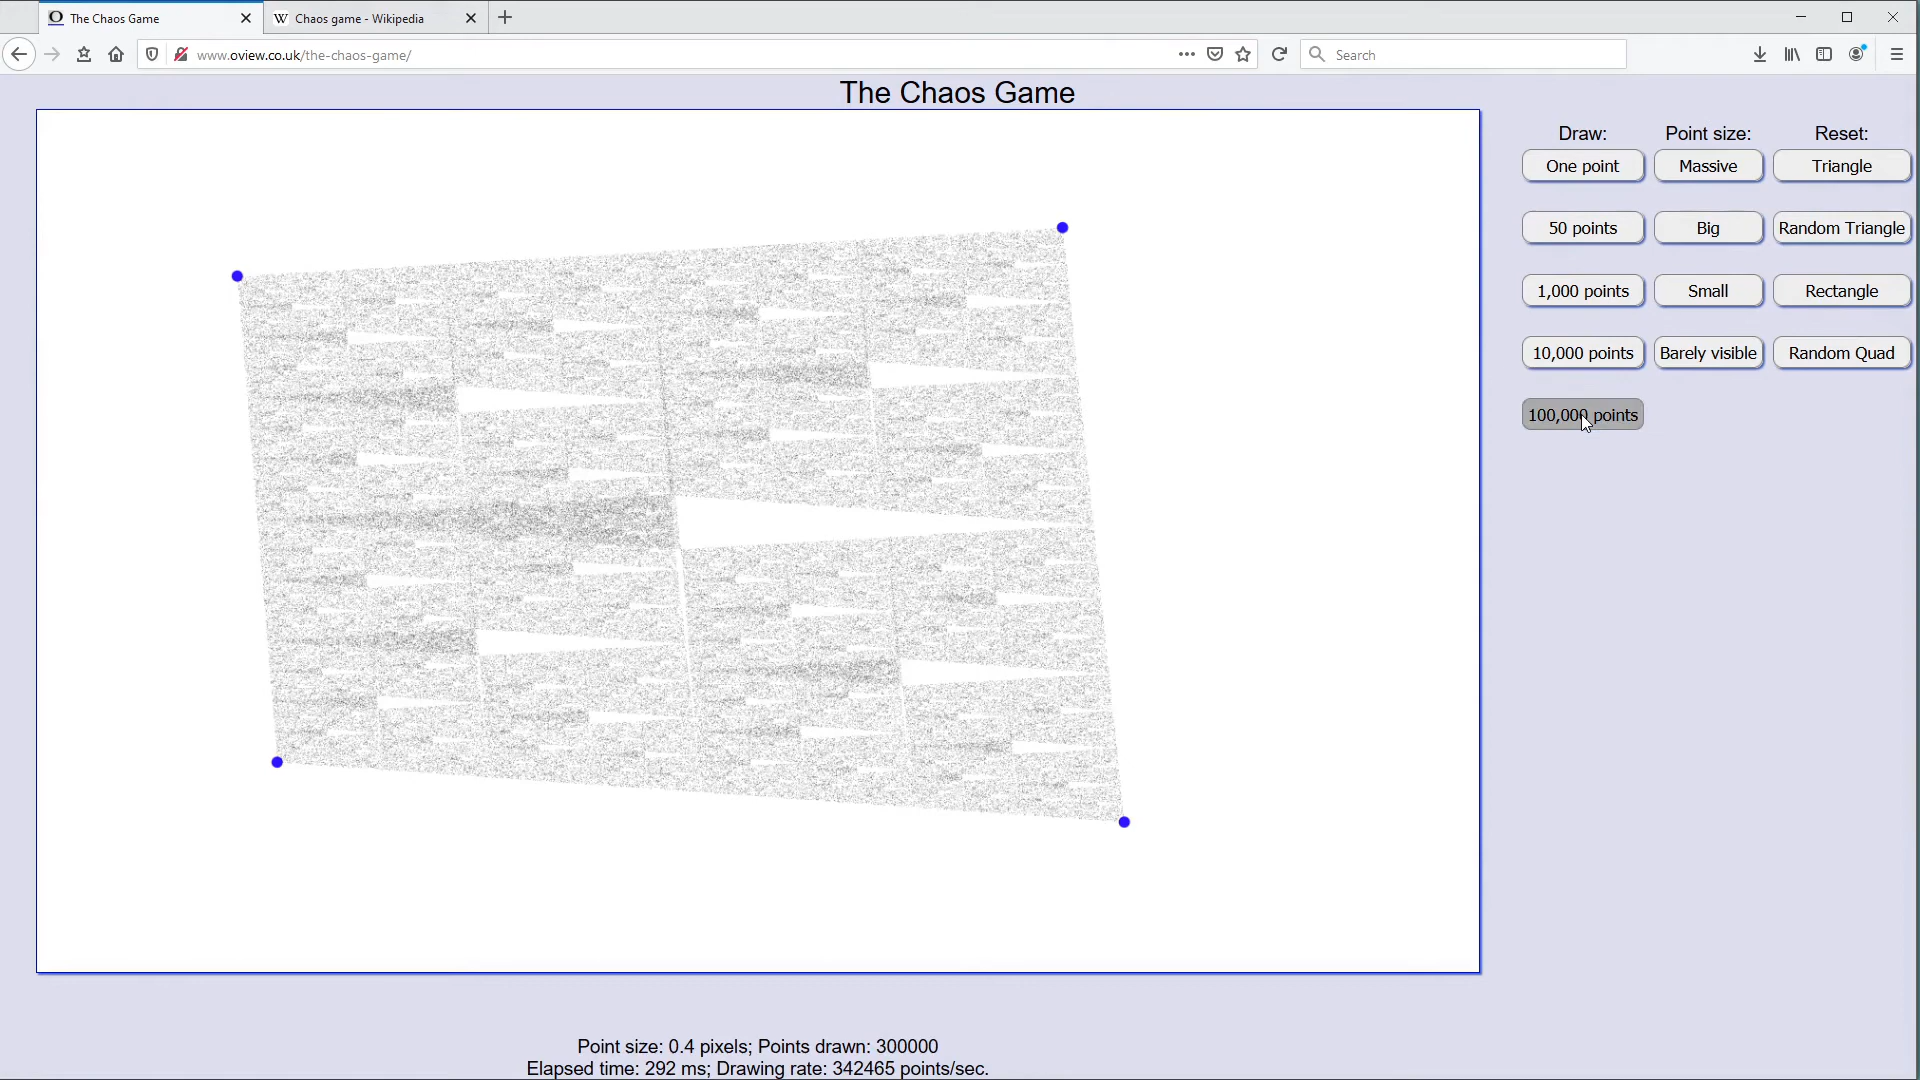 The Chaos Game
W Chaos game - Wikipedia
www.oview.co.uk/the-chaos-game/
Search
The Chaos Game
Draw: Point size: Reset:
One point Massive Triangle
50 points Big Random Triangle
1,000 points Small Rectangle
10,000 points Barely visible Random Quad
100,000 points
Point size: 0.4 pixels; Points drawn: 300000
Elapsed time: 292 ms; Drawing rate: 342465 points/sec.